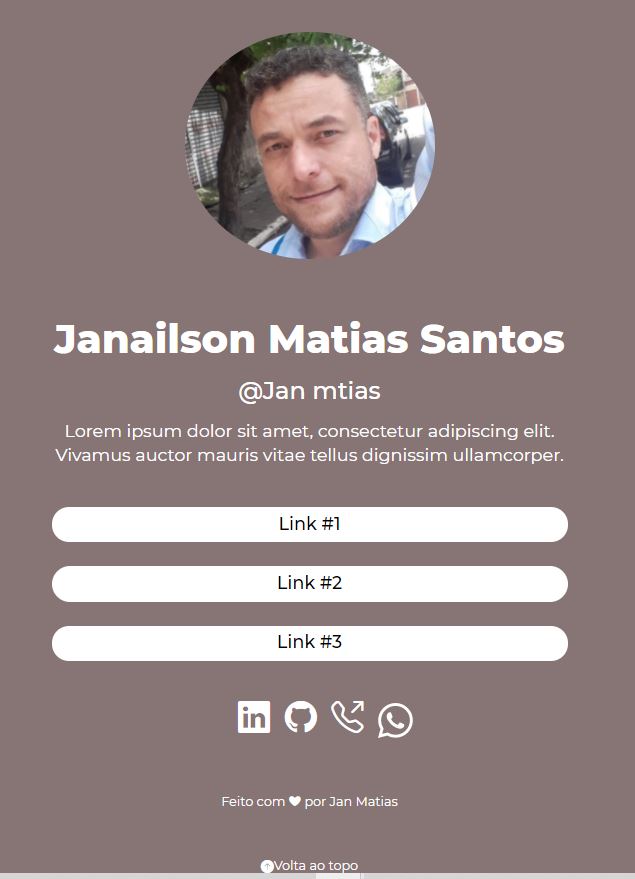 Janailson Matias Santos
@Jan mtias
Lorem ipsum dolor sit amet, consectetur adipiscing elit.
Vivamus auctor mauris vitae tellus dignissim ullamcorper.
Link #1
Link #2
Link #3
in
Feito com ♥ por Jan Matias
Volta ao topo